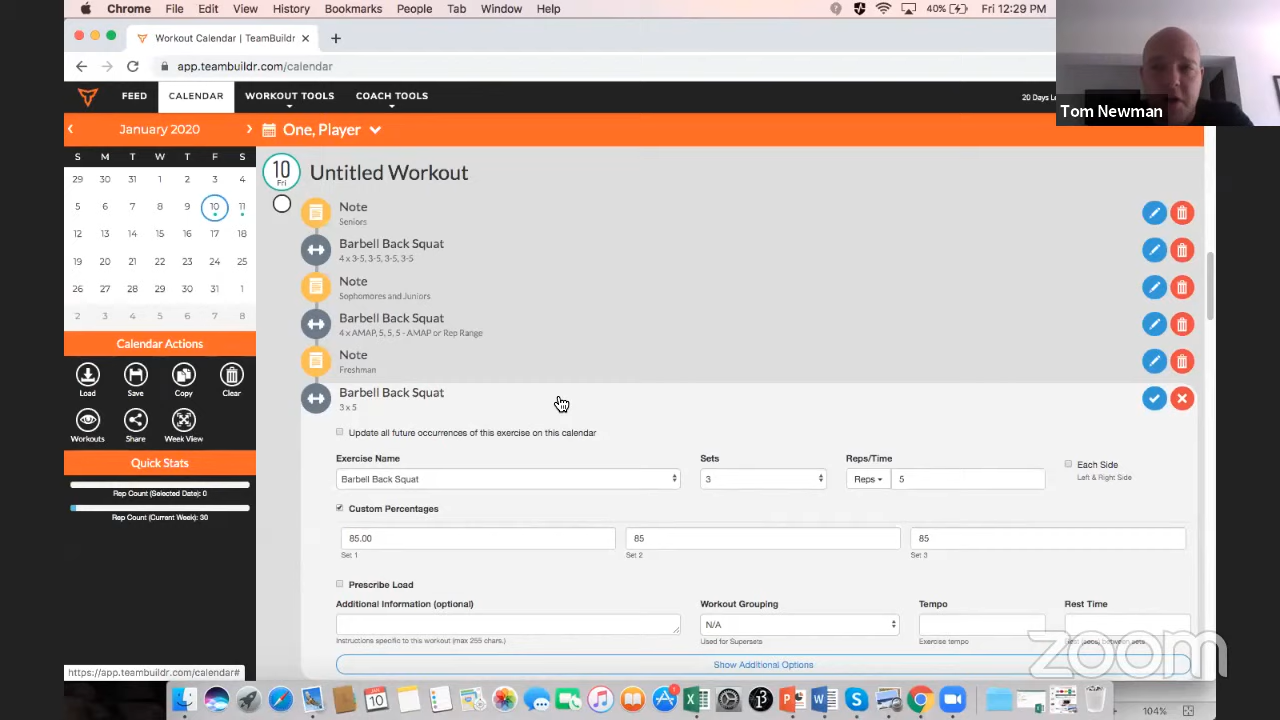 Chrome File Edit View History Bookmarks People Tab Window Help
40% Fri 12:29 PM
Workout Calendar | TeamBuildr
app.teambuildr.com/calendar
FEED CALENDAR WORKOUT TOOLS COACH TOOLS
20 Days Le
Tom Newman
January 2020
One, Player
S M T W T F S
29 30 31 1 2 3 4
5 6 7 8 9 10 11
12 13 14 15 16 17 18
19 20 21 22 23 24 25
26 27 28 29 30 31 1
2 3 4 5 6 7 8
Calendar Actions
Load Save Copy Clear
Workouts Share Week View
Quick Stats
Rep Count (Selected Date): 0
Rep Count (Current Week): 30
10
Fri
Untitled Workout
Note
Seniors
Barbell Back Squat
4 x 3-5, 3-5, 3-5, 3-5
Note
Sophomores and Juniors
Barbell Back Squat
4 x AMAP, 5, 5, 5 - AMAP or Rep Range
Note
Freshman
Barbell Back Squat
3 x 5
Update all future occurrences of this exercise on this calendar
Exercise Name Sets Reps/Time
Each Side
Left & Right Side
Barbell Back Squat 3 Reps 5
Custom Percentages
85.00 85 85
Set 1 Set 2 Set 3
Prescribe Load
Additional Information (optional) Workout Grouping Tempo Rest Time
N/A
Instructions specific to this workout (max 255 chars.) Used for Supersets Exercise tempo Rest (secs) between sets
Show Additional Options
https://app.teambuildr.com/calendar#
zoom
104%